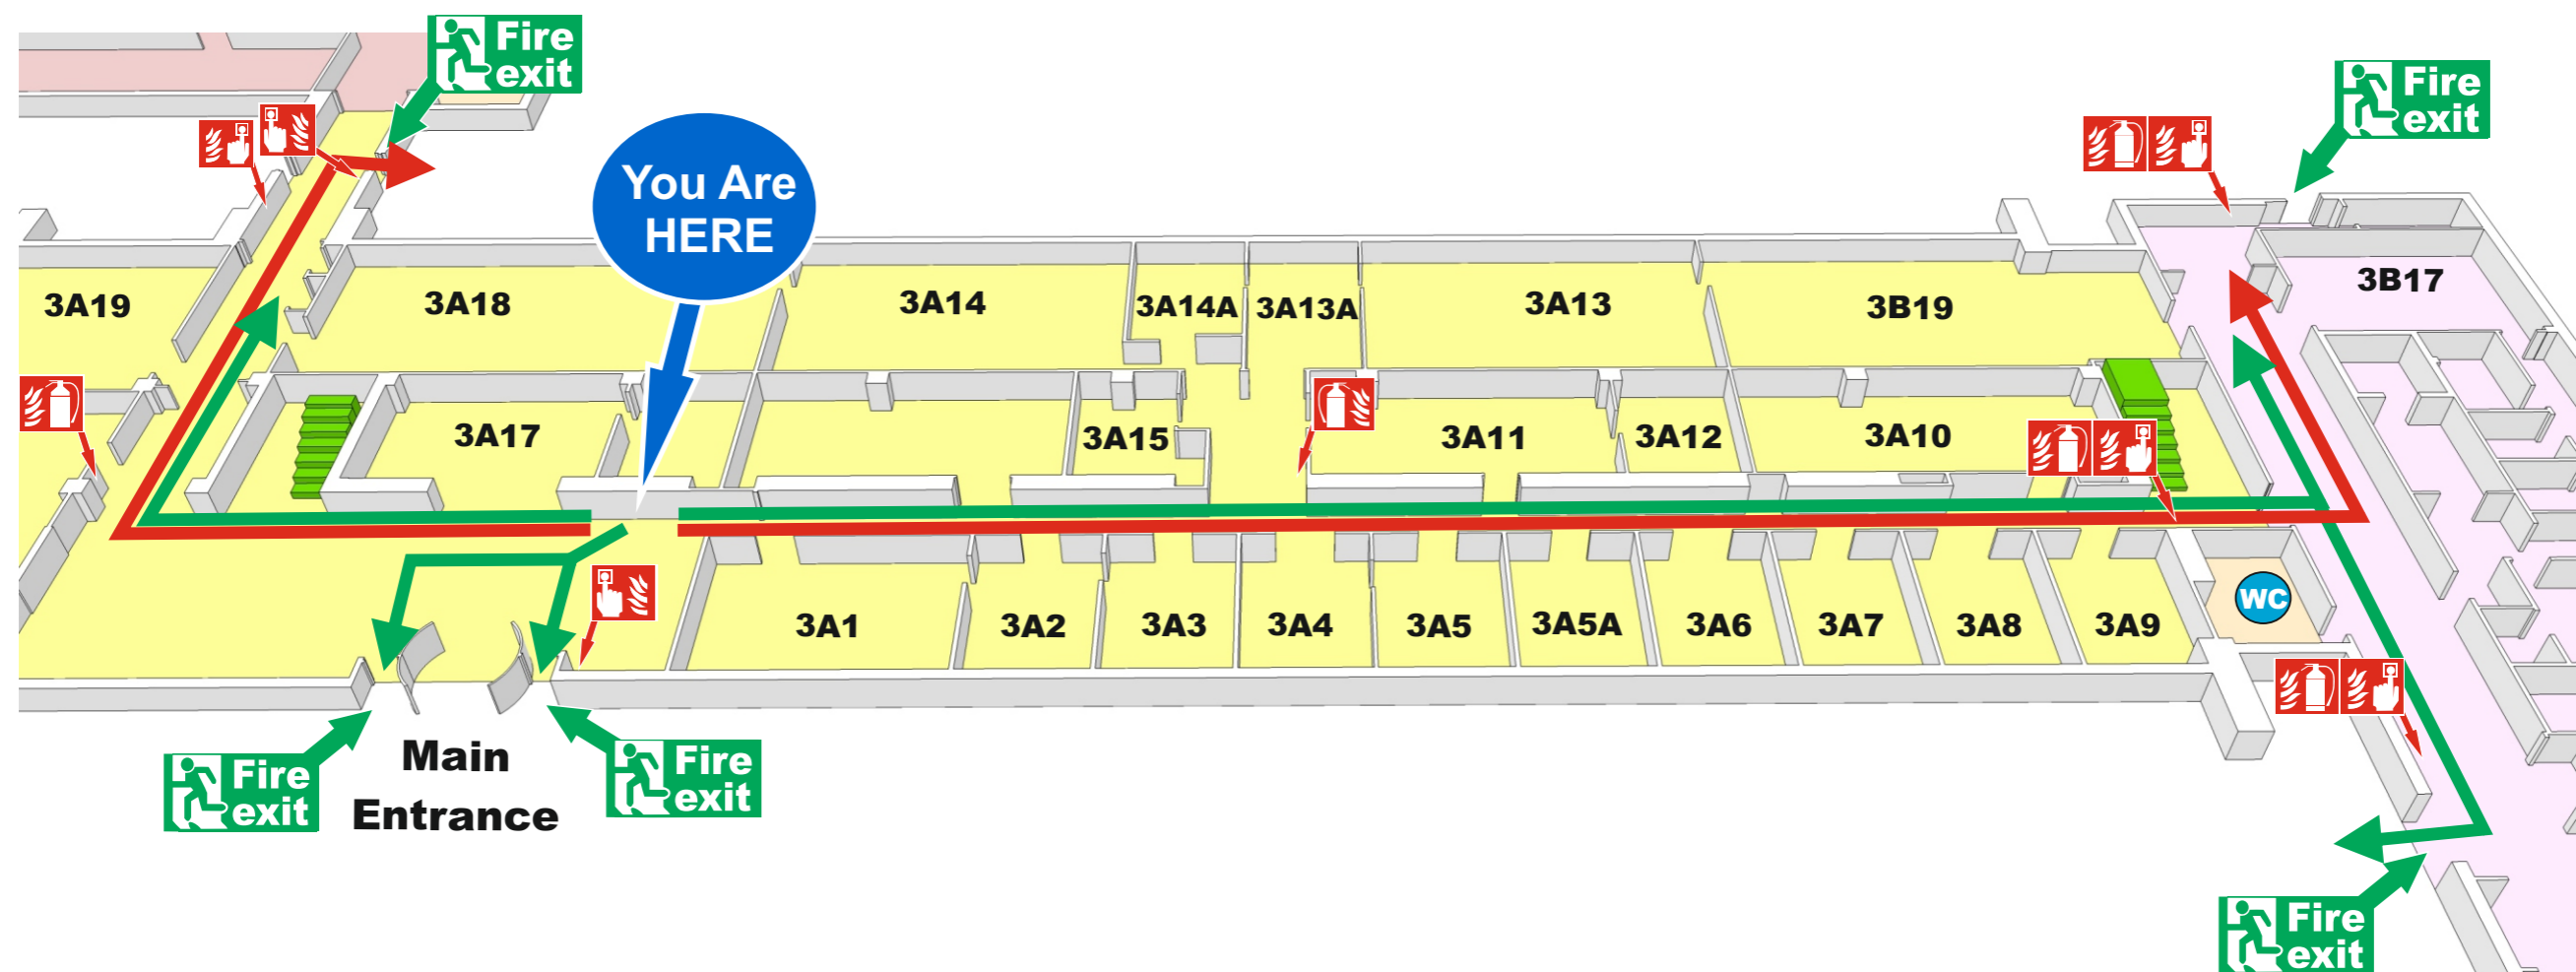 Fire
exit
Fire
exit
You Are
HERE
3A19
3A18
3A14
3A14A
3A13A
3A13
3B19
3B17
3A17
3A15
3A11
3A12
3A10
3A1
3A2
3A3
3A4
3A5
3A5A
3A6
3A7
3A8
3A9
WC
Fire
exit
Main
Entrance
Fire
exit
Fire
exit